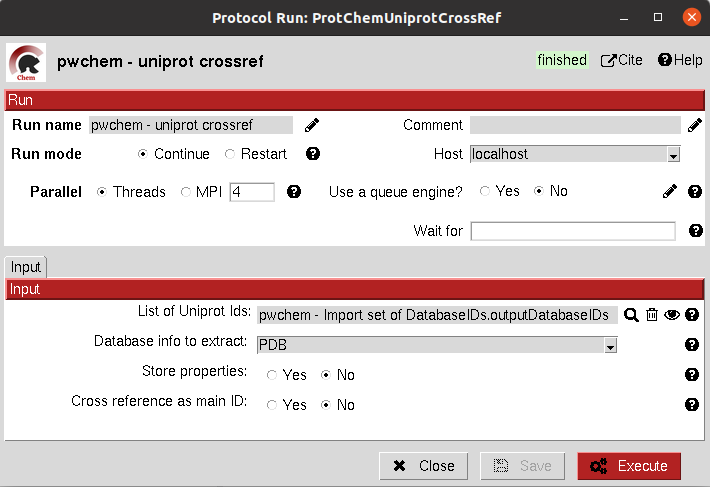 Protocol Run: ProtChemUniprotCrossRef
Chem
pwchem - uniprot crossref
finished
Cite
Help
Run
Run name pwchem - uniprot crossref Comment
Run mode Continue Restart Host localhost
Parallel Threads MPI 4 Use a queue engine? Yes No
Wait for
Input
Input
List of Uniprot Ids: pwchem - Import set of DatabaseIDs.outputDatabaseIDs
Database info to extract: PDB
Store properties: Yes No
Cross reference as main ID: Yes No
Close Save Execute